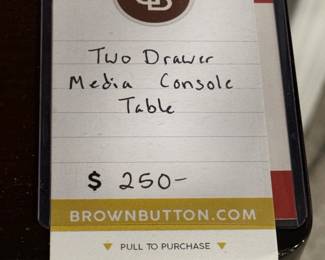 Two Drawer
Media Console
Table
$ 250-
BROWNBUTTON.COM
▼ PULL TO PURCHASE ▼